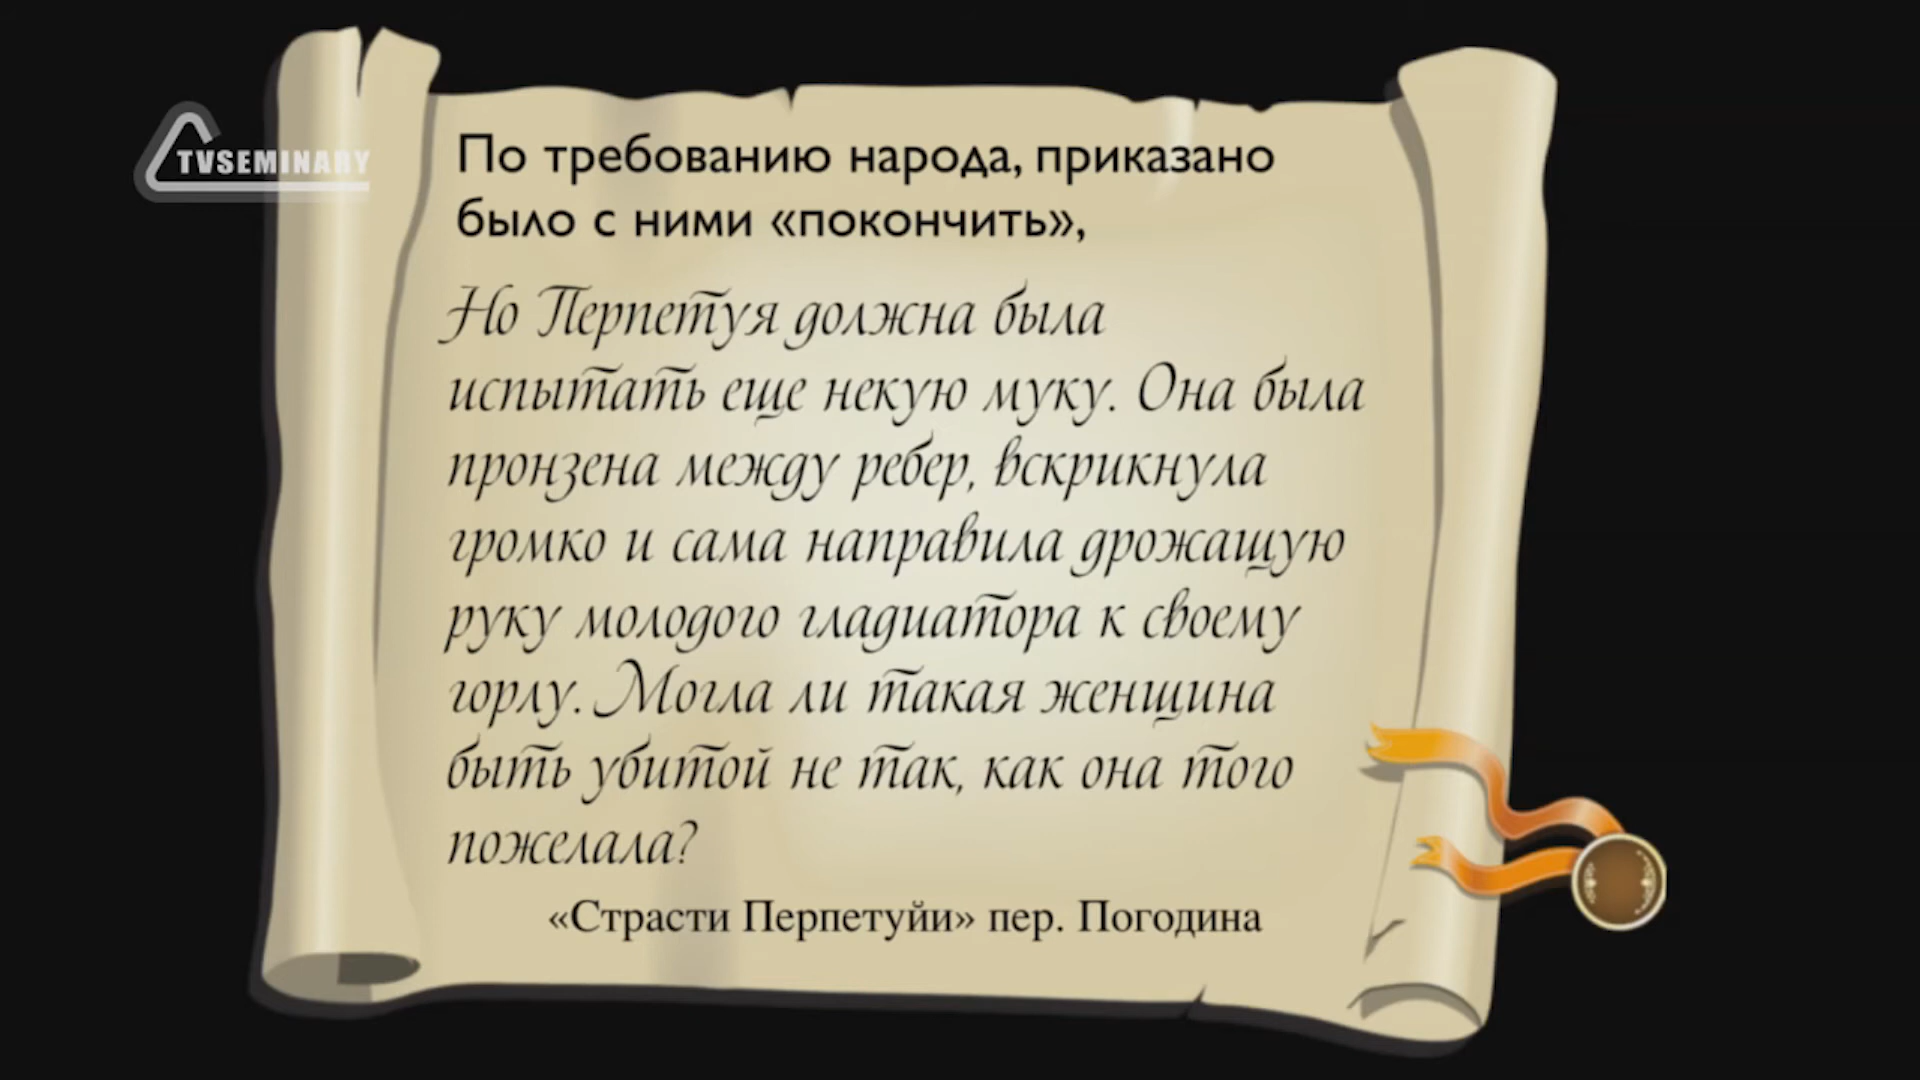 TVSEMINARY
По требованию народа, приказано
было с ними «покончить»,
Но Перпетуя должна была
испытать еще некую муку. Она была
пронзена между ребер, вскрикнула
громко и сама направила дрожащую
руку молодого гладиатора к своему
горлу. Могла ли такая женщина
быть убитой не так, как она того
пожелала?
«Страсти Перпетуйи» пер. Погодина